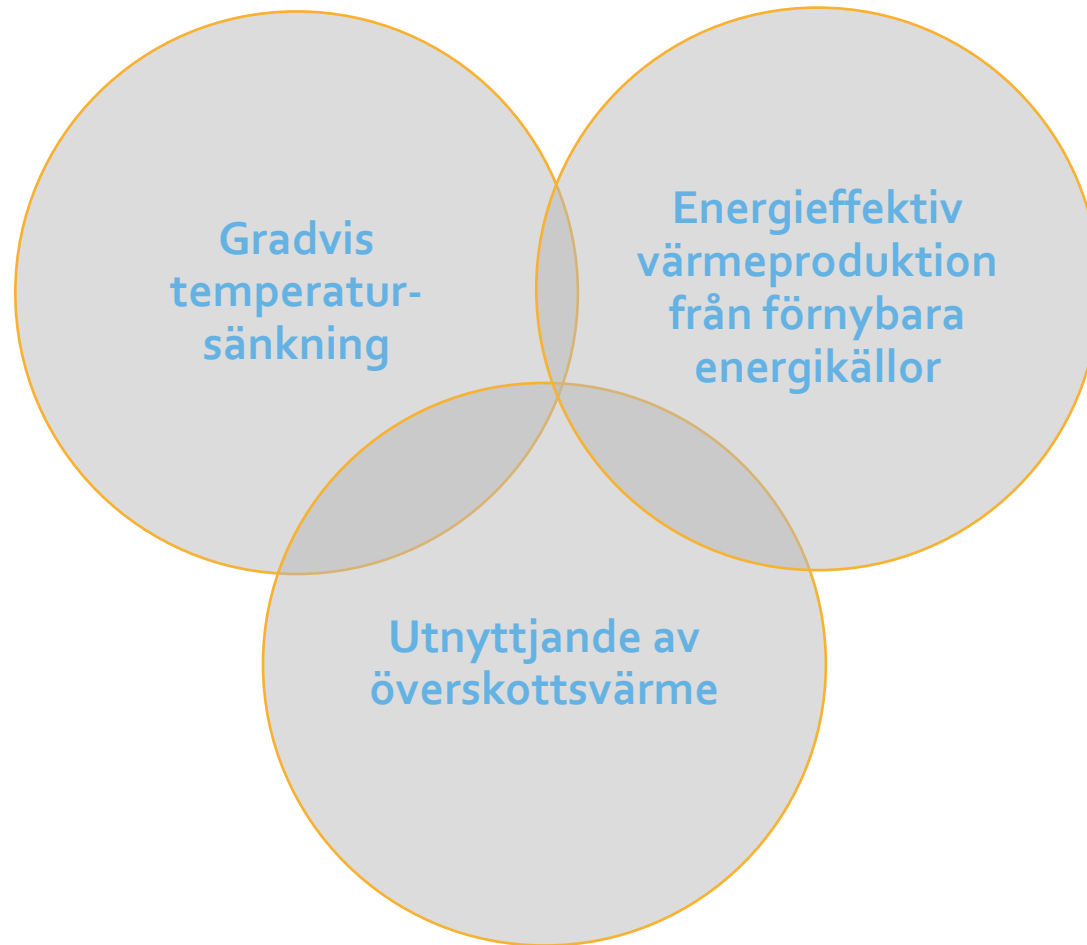 Gradvis
temperatur-
sänkning
Energieffektiv
värmeproduktion
från förnybara
energikällor
Utnyttjande av
överskottsvärme